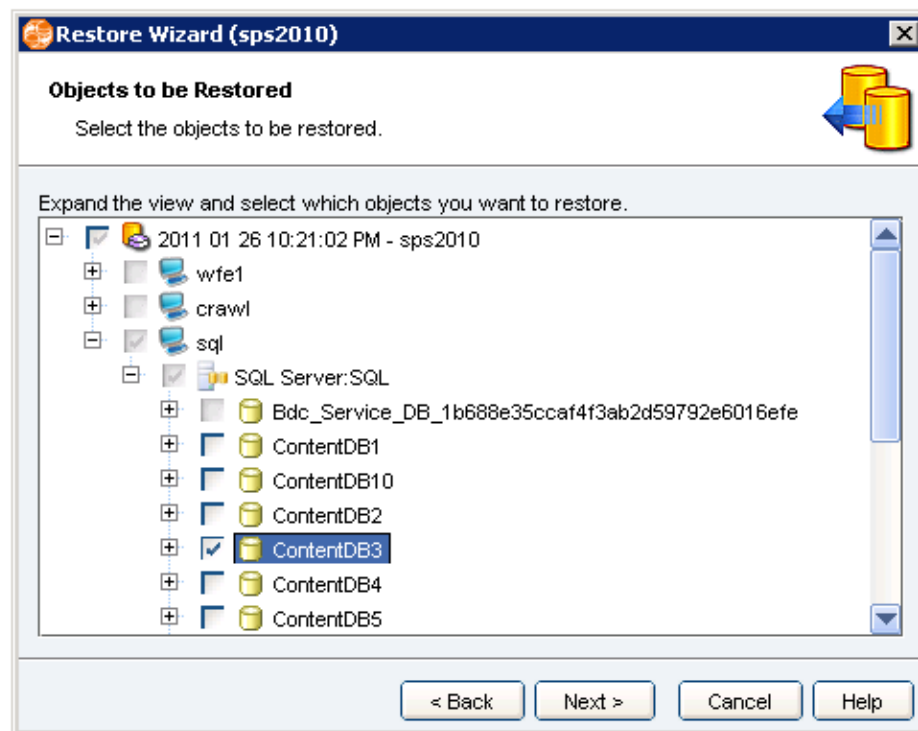 Restore Wizard (sps2010)
Objects to be Restored
Select the objects to be restored.
Expand the view and select which objects you want to restore.
2011 01 26 10:21:02 PM - sps2010
wfe1
crawl
sql
SQL Server:SQL
Bdc_Service_DB_1b688e35ccaf4f3ab2d59792e6016efe
ContentDB1
ContentDB10
ContentDB2
ContentDB3
ContentDB4
ContentDB5
< Back Next > Cancel Help